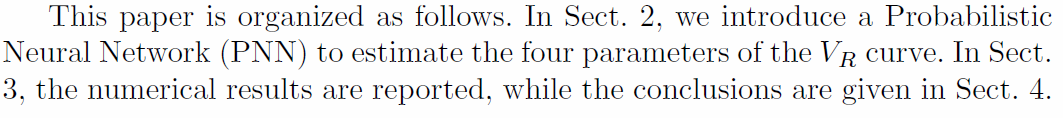 This paper is organized as follows. In Sect. 2, we introduce a Probabilistic
Neural Network (PNN) to estimate the four parameters of the V_R curve. In Sect.
3, the numerical results are reported, while the conclusions are given in Sect. 4.